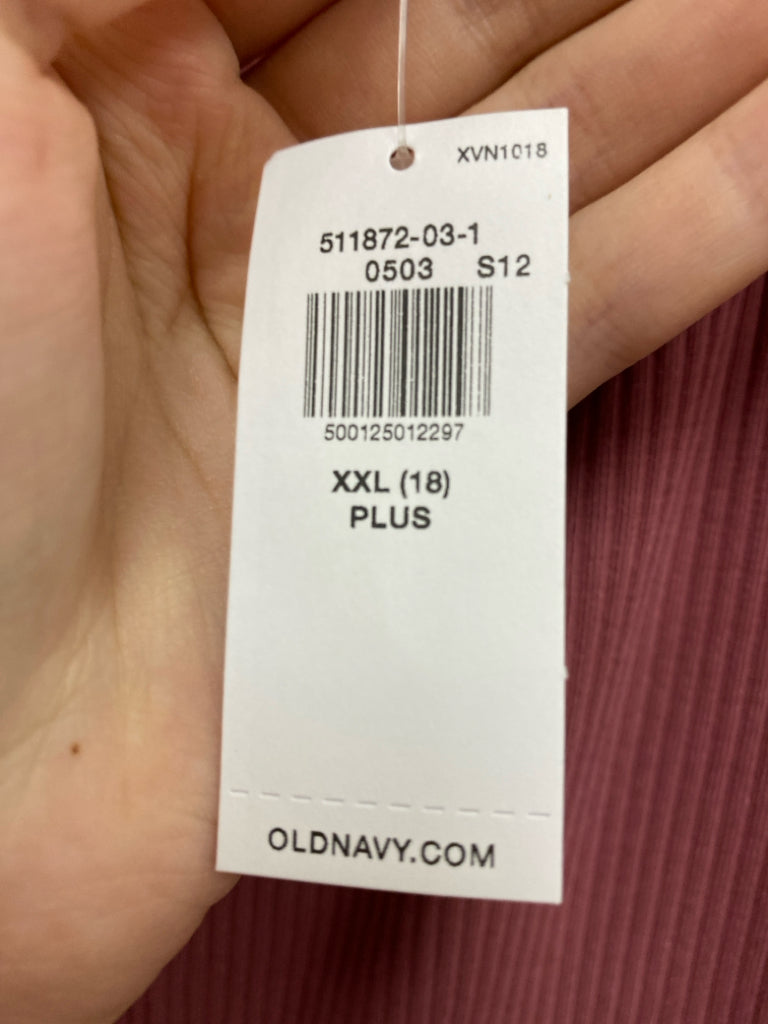 XVN1018
511872-03-1
0503 S12
500125012297
XXL (18)
PLUS
OLDNAVY.COM